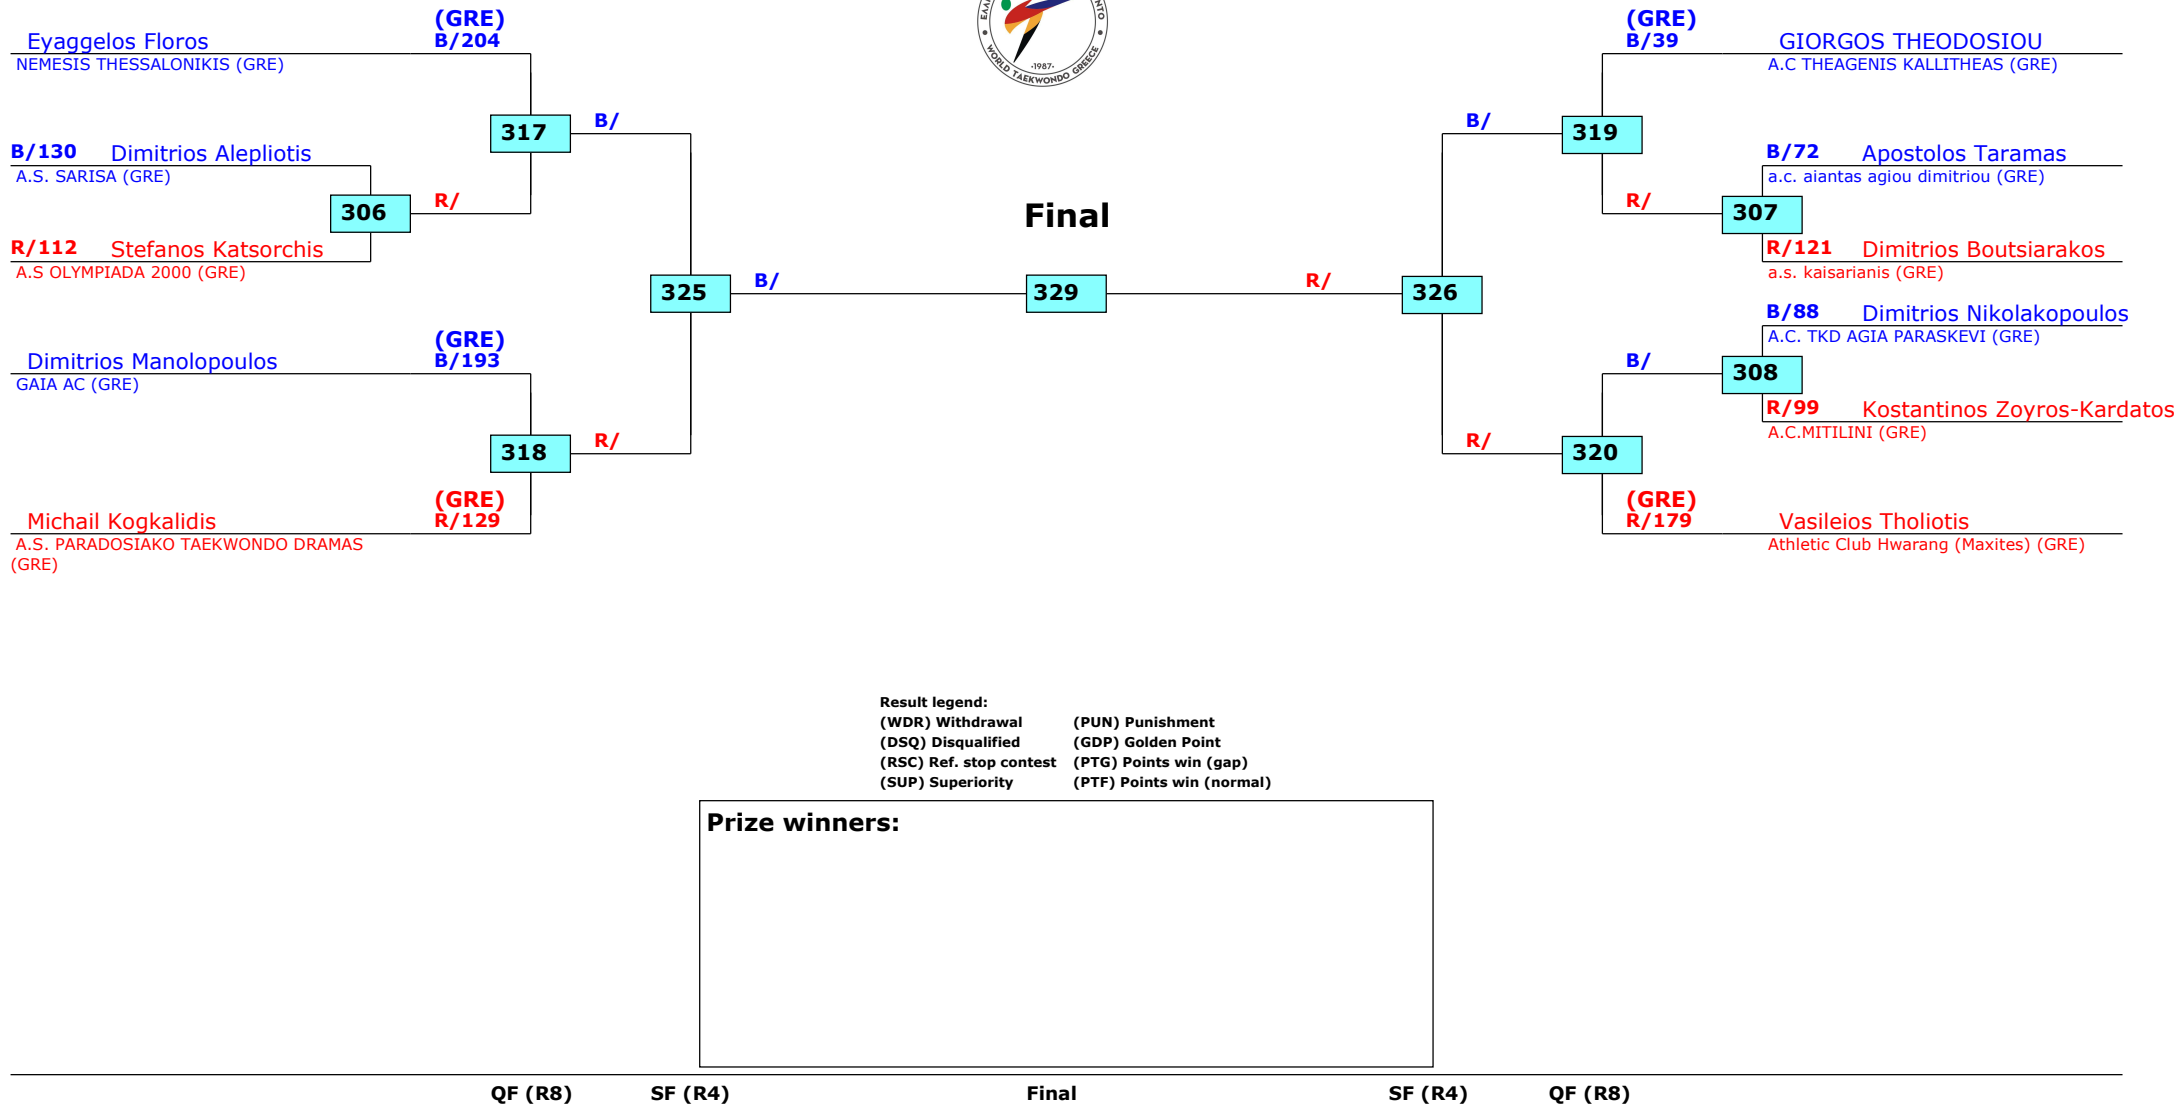 (GRE)
Eyaggelos Floros B/204
NEMESIS THESSALONIKIS (GRE)
317 B/
B/130 Dimitrios Alepliotis
A.S. SARISA (GRE)
306 R/
R/112 Stefanos Katsorchis
A.S OLYMPIADA 2000 (GRE)
325 B/
(GRE)
Dimitrios Manolopoulos B/193
GAIA AC (GRE)
318 R/
(GRE)
Michail Kogkalidis R/129
A.S. PARADOSIAKO TAEKWONDO DRAMAS
(GRE)
·1987·
WORLD TAEKWONDO GREECE
Final
329
(GRE)
B/39 GIORGOS THEODOSIOU
A.C THEAGENIS KALLITHEAS (GRE)
B/ 319
B/72 Apostolos Taramas
a.c. aiantas agiou dimitriou (GRE)
R/ 307
R/121 Dimitrios Boutsiarakos
a.s. kaisarianis (GRE)
R/ 326
B/88 Dimitrios Nikolakopoulos
A.C. TKD AGIA PARASKEVI (GRE)
B/ 308
R/99 Kostantinos Zoyros-Kardatos
A.C.MITILINI (GRE)
R/ 320
(GRE)
R/179 Vasileios Tholiotis
Athletic Club Hwarang (Maxites) (GRE)
Result legend:
(WDR) Withdrawal (PUN) Punishment
(DSQ) Disqualified (GDP) Golden Point
(RSC) Ref. stop contest (PTG) Points win (gap)
(SUP) Superiority (PTF) Points win (normal)
Prize winners:
QF (R8) SF (R4) Final SF (R4) QF (R8)